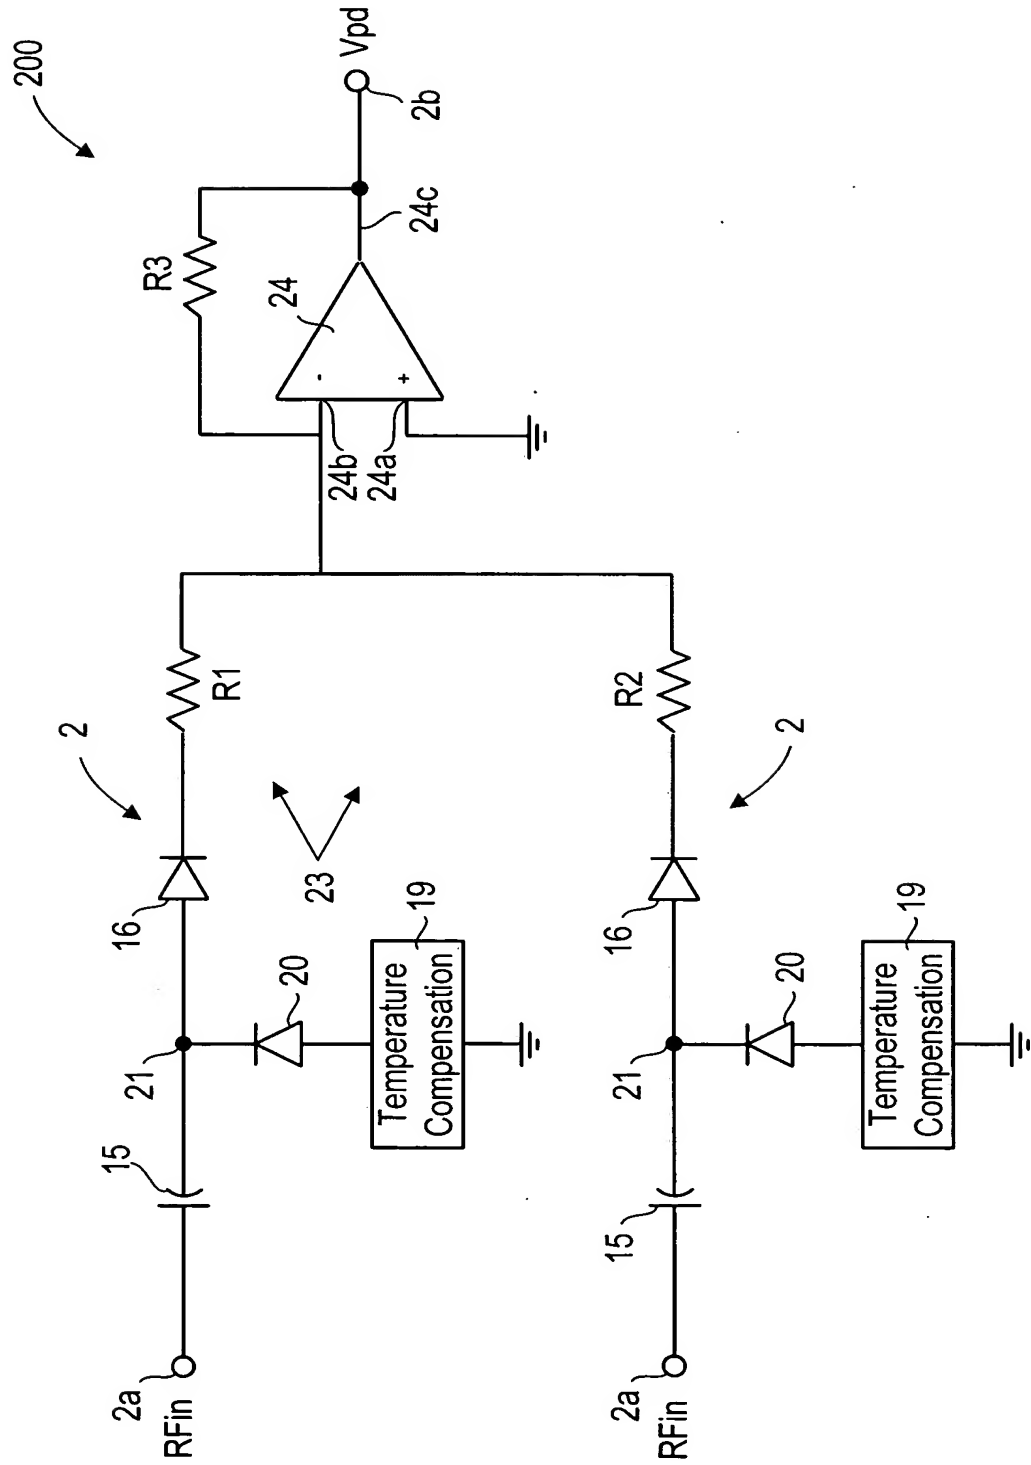 200
R3
24
24b
24a
24c
-
+
Vpd
2b
2
R1
16
23
21
20
19
Temperature
Compensation
15
2a
RFin
R2
2
16
21
20
19
Temperature
Compensation
15
2a
RFin